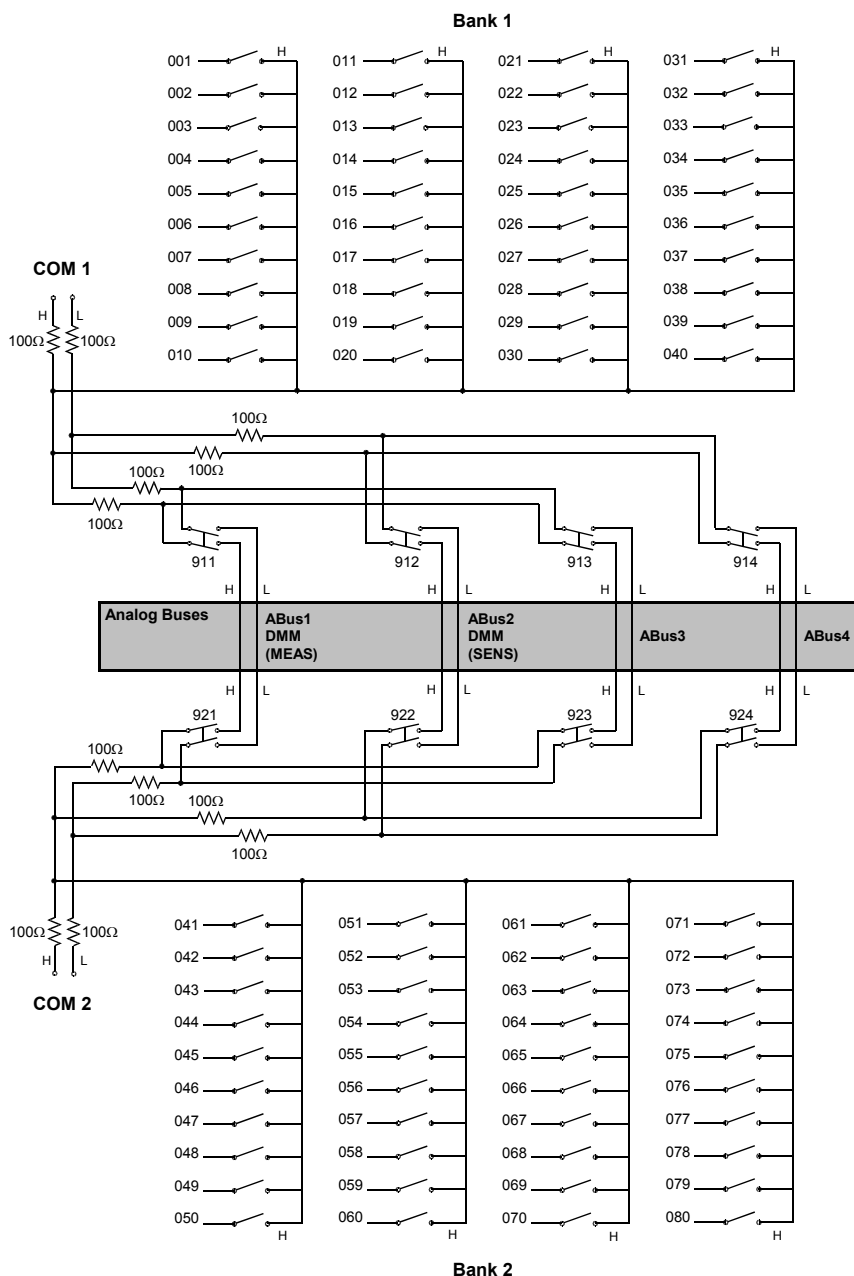 Bank 1
H H H H
001 011 021 031
002 012 022 032
003 013 023 033
004 014 024 034
005 015 025 035
006 016 026 036
007 017 027 037
COM 1
008 018 028 038
H L
009 019 029 039
100Ω 100Ω
010 020 030 040
100Ω
100Ω
100Ω
100Ω
911 912 913 914
H L H L H L H L
Analog Buses
ABus1
DMM
(MEAS)
ABus2
DMM
(SENS)
ABus3
ABus4
H L H L H L H L
921 922 923 924
100Ω
100Ω
100Ω
100Ω
041 051 061 071
100Ω 100Ω
042 052 062 072
H L
043 053 063 073
COM 2
044 054 064 074
045 055 065 075
046 056 066 076
047 057 067 077
048 058 068 078
049 059 069 079
050 060 070 080
H H H H
Bank 2